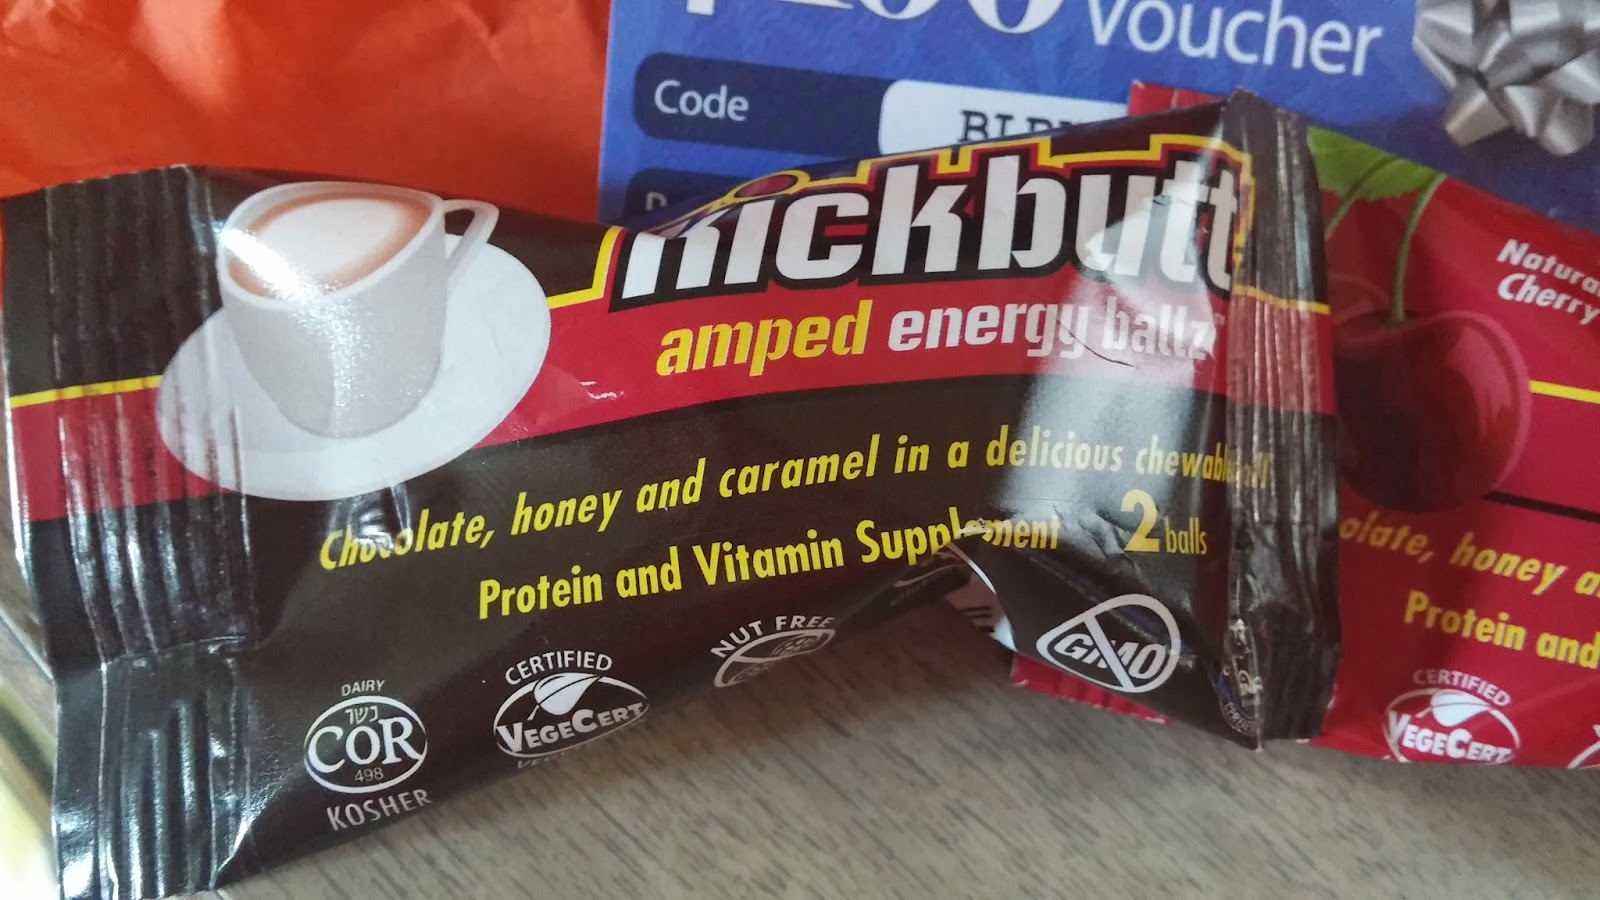 Voucher
Code
kickbutt
amped energy ballz
Chocolate, honey and caramel in a delicious chewable
Protein and Vitamin Supplement 2 balls
DAIRY
כשר
COR
498
KOSHER
CERTIFIED
VEGECERT
NUT FREE
GMO
Natural
Cherry
olate, honey a
Protein and
CERTIFIED
VEGECERT